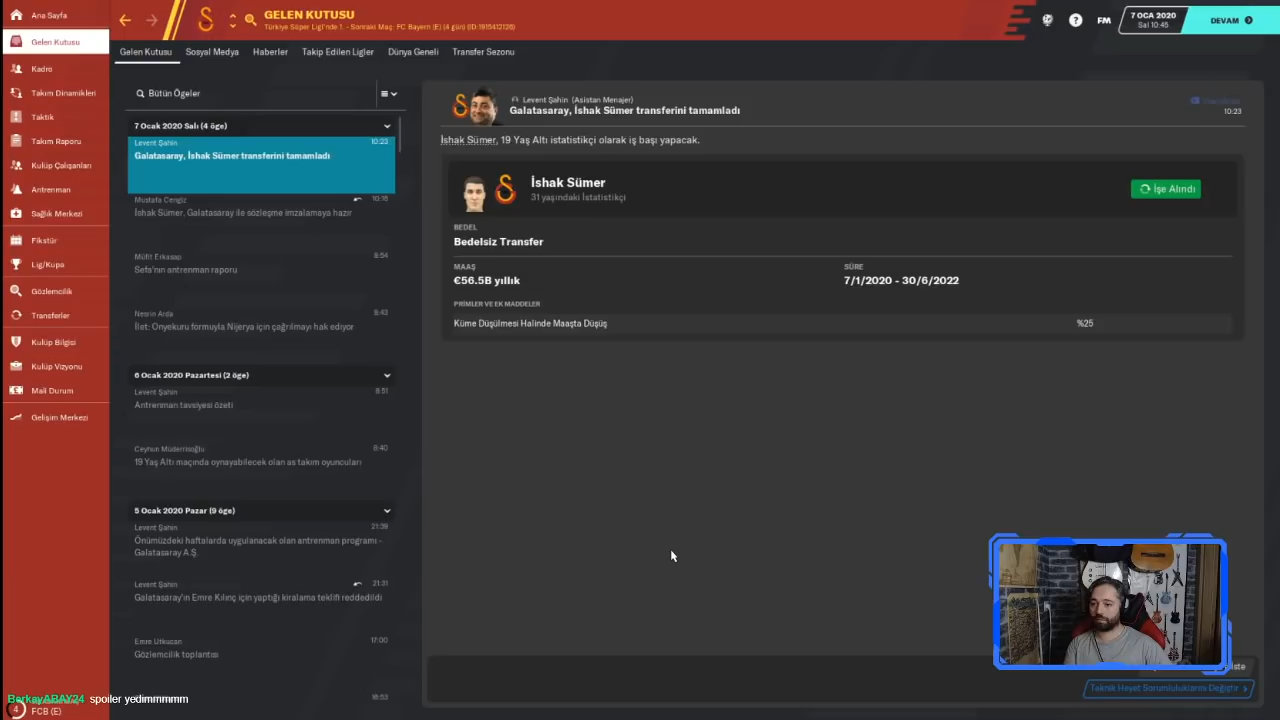 Ana Sayfa
Gelen Kutusu
Kadro
Takım Dinamikleri
Taktik
Takım Raporu
Kulüp Çalışanları
Antrenman
Sağlık Merkezi
Fikstür
Lig/Kupa
Gözlemcilik
Transferler
Kulüp Bilgisi
Kulüp Vizyonu
Mali Durum
Gelişim Merkezi
GELEN KUTUSU
Türkiye Süper Ligi'nde 1. - Sonraki Maç: FC Bayern (E) (4 gün) (ID:1915412126)
FM
7 OCA 2020
Sal 10:45
DEVAM
Gelen Kutusu Sosyal Medya Haberler Takip Edilen Ligler Dünya Geneli Transfer Sezonu
Bütün Ögeler
7 Ocak 2020 Salı (4 öge)
Levent Şahin 10:23
Galatasaray, İshak Sümer transferini tamamladı
Mustafa Cengiz 10:16
İshak Sümer, Galatasaray ile sözleşme imzalamaya hazır
Müfit Erkasap 8:54
Sefa'nın antrenman raporu
Nesrin Arda 8:43
İlet: Onyekuru formuyla Nijerya için çağrılmayı hak ediyor
6 Ocak 2020 Pazartesi (2 öge)
Levent Şahin 8:51
Antrenman tavsiyesi özeti
Ceyhun Müderrisoğlu 6:40
19 Yaş Altı maçında oynayabilecek olan as takım oyuncuları
5 Ocak 2020 Pazar (9 öge)
Levent Şahin 21:39
Önümüzdeki haftalarda uygulanacak olan antrenman programı -
Galatasaray A.Ş.
Levent Şahin 21:31
Galatasaray'ın Emre Kılınç için yaptığı kiralama teklifi reddedildi
Emre Utkucan 17:00
Gözlemcilik toplantısı
16:53
Levent Şahin (Asistan Menajer)
Galatasaray, İshak Sümer transferini tamamladı
10:23
İshak Sümer, 19 Yaş Altı istatistikçi olarak iş başı yapacak.
İshak Sümer
31 yaşındaki İstatistikçi
İşe Alındı
BEDEL
Bedelsiz Transfer
MAAŞ
€56.5B yıllık
SÜRE
7/1/2020 - 30/6/2022
PRİMLER VE EK MADDELER
Küme Düşülmesi Halinde Maaşta Düşüş %25
Teknik Heyet Sorumluluklarını Değiştir
BerkayABAY24 spoiler yedimmmmm
4
FCB (E)